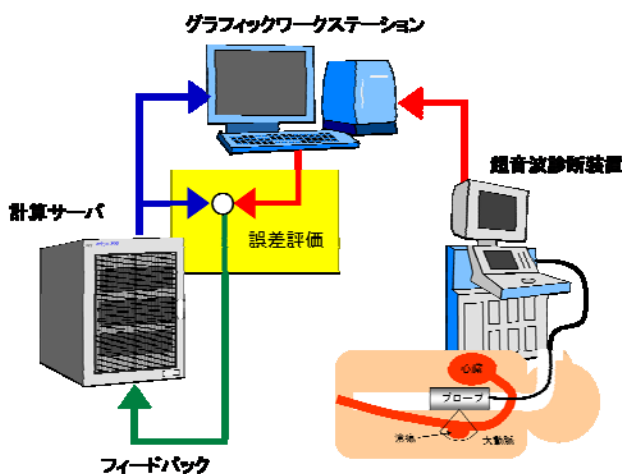 グラフィックワークステーション
超音波診断装置
計算サーバ
誤差評価
心臓
プローブ
大動脈
フィードバック